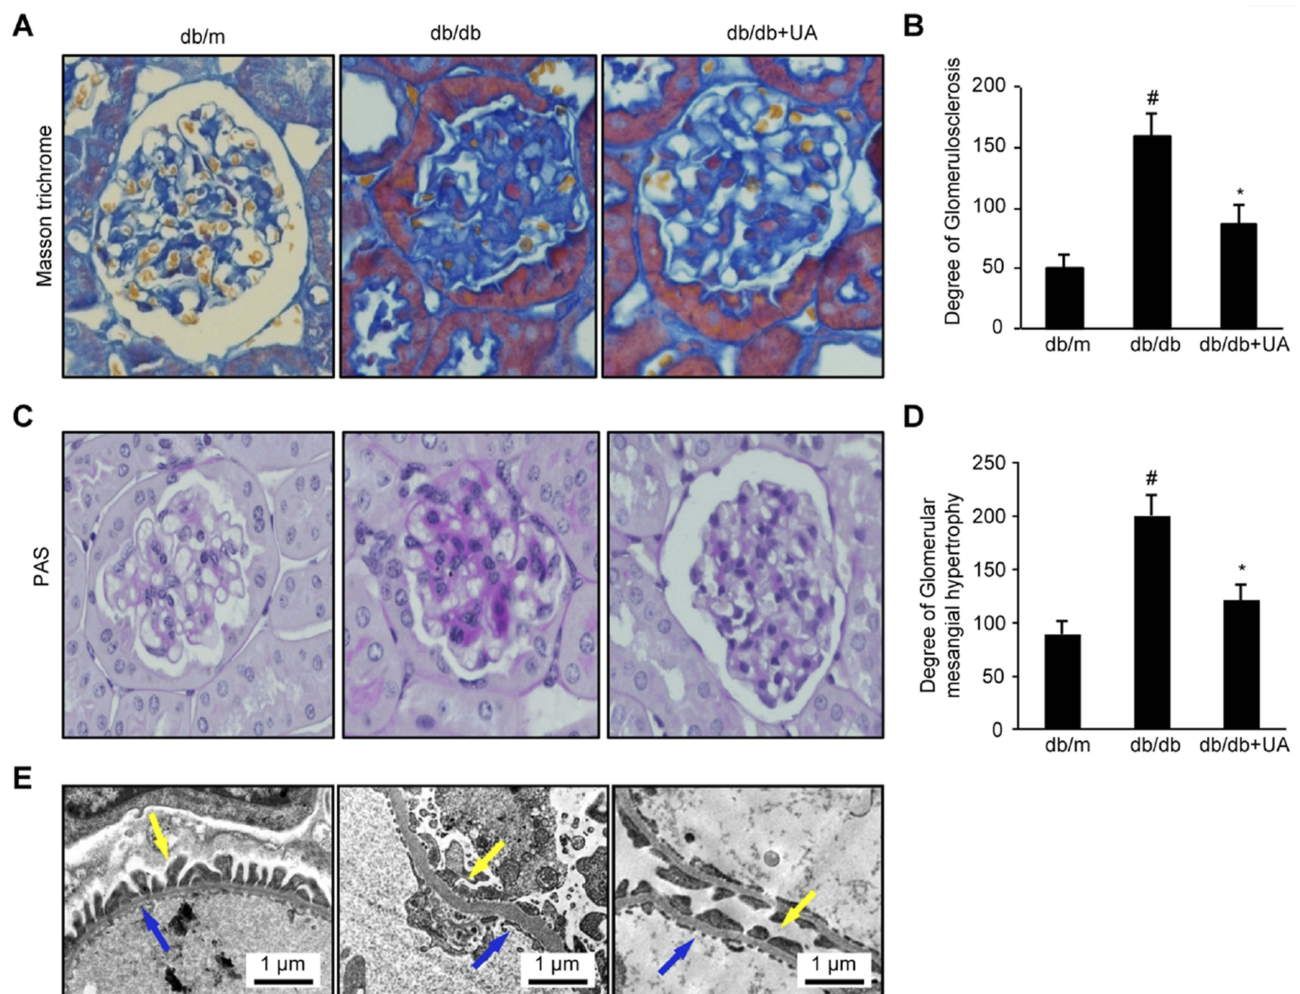 A
db/m
db/db
db/db+UA
Masson trichrome
B
Degree of Glomerulosclerosis
200
150
100
50
0
#
*
db/m
db/db
db/db+UA
C
PAS
D
Degree of Glomerular
mesangial hypertrophy
250
200
150
100
50
0
#
*
db/m
db/db
db/db+UA
E
1 μm
1 μm
1 μm